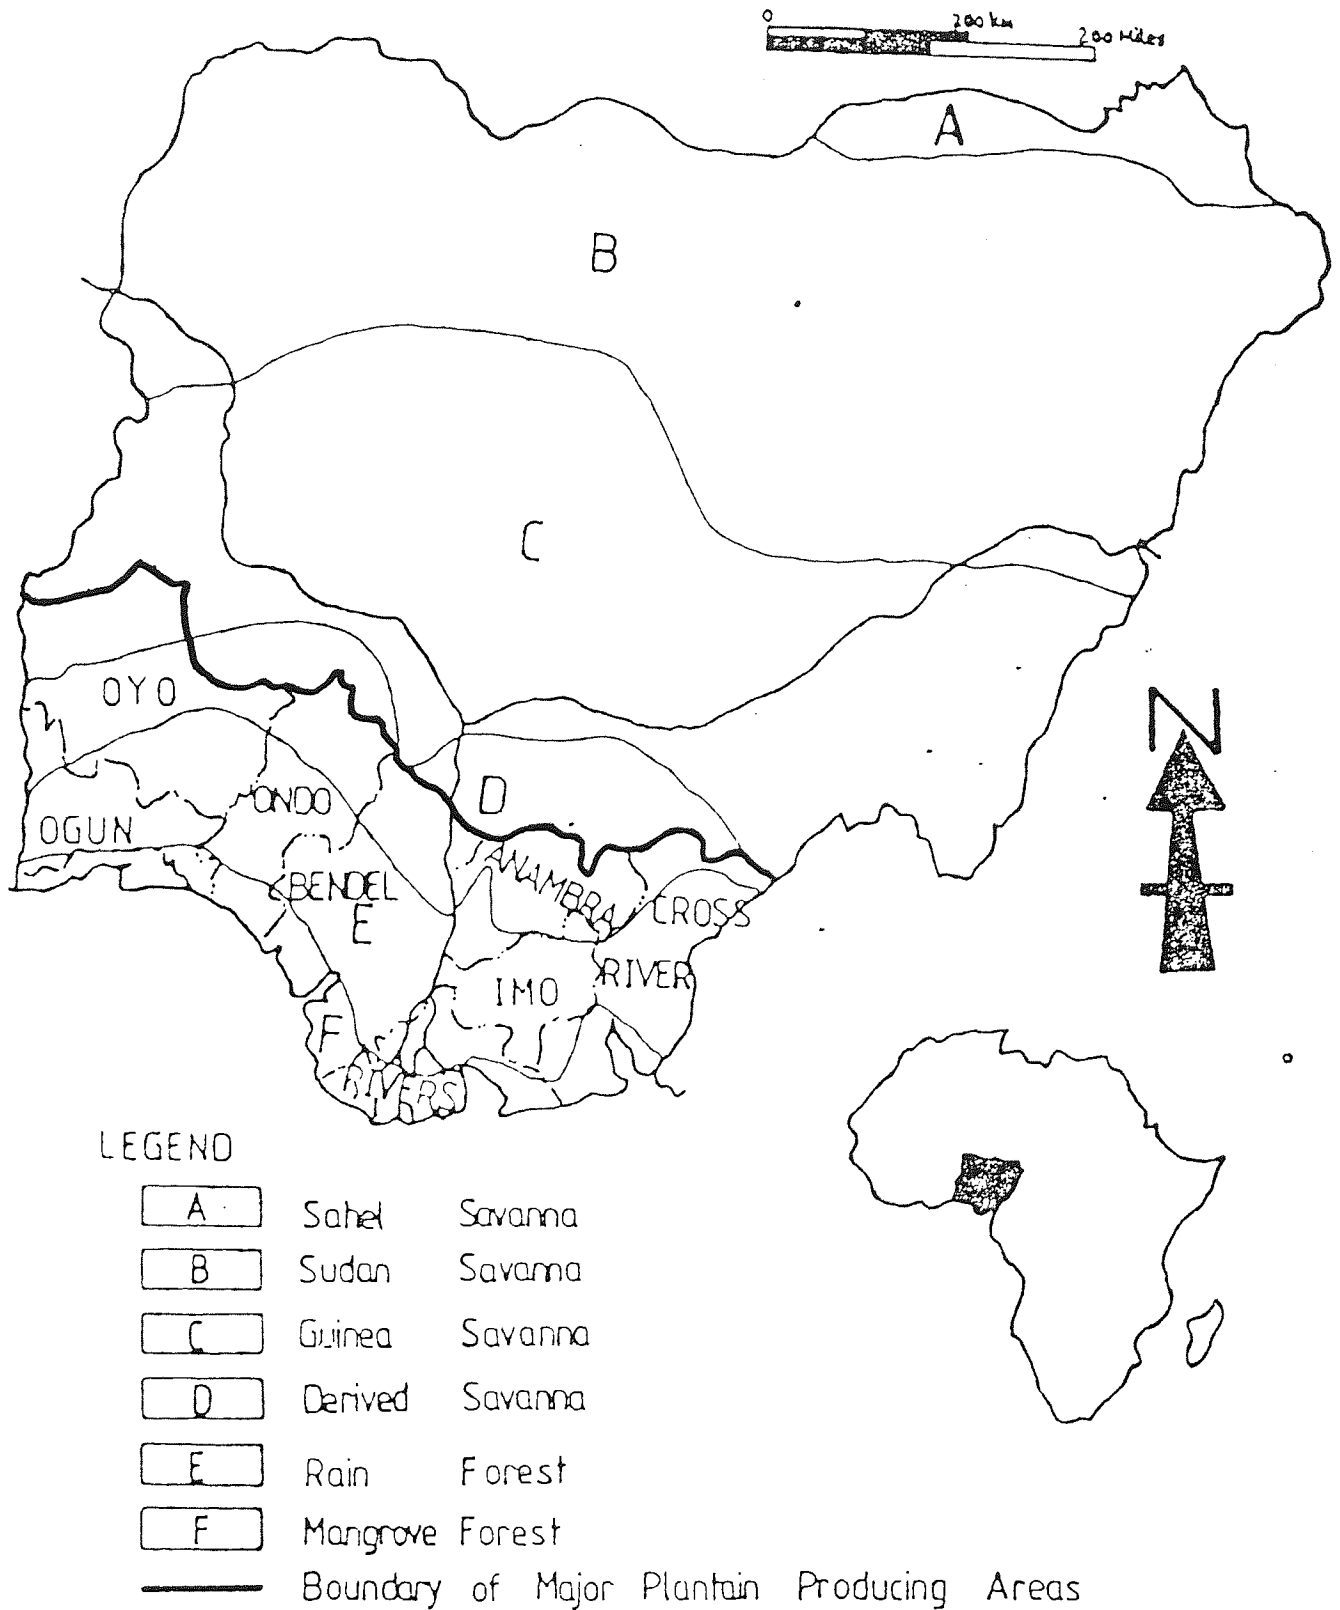 0 200 km
200 Miles
A
B
C
N
OYO
D
ONDO
OGUN
ANAMBRA
BENDEL
CROSS
E
RIVER
IMO
F
RIVERS
LEGEND
A Sahel Savanna
B Sudan Savanna
C Guinea Savanna
D Derived Savanna
E Rain Forest
F Mangrove Forest
Boundary of Major Plantain Producing Areas